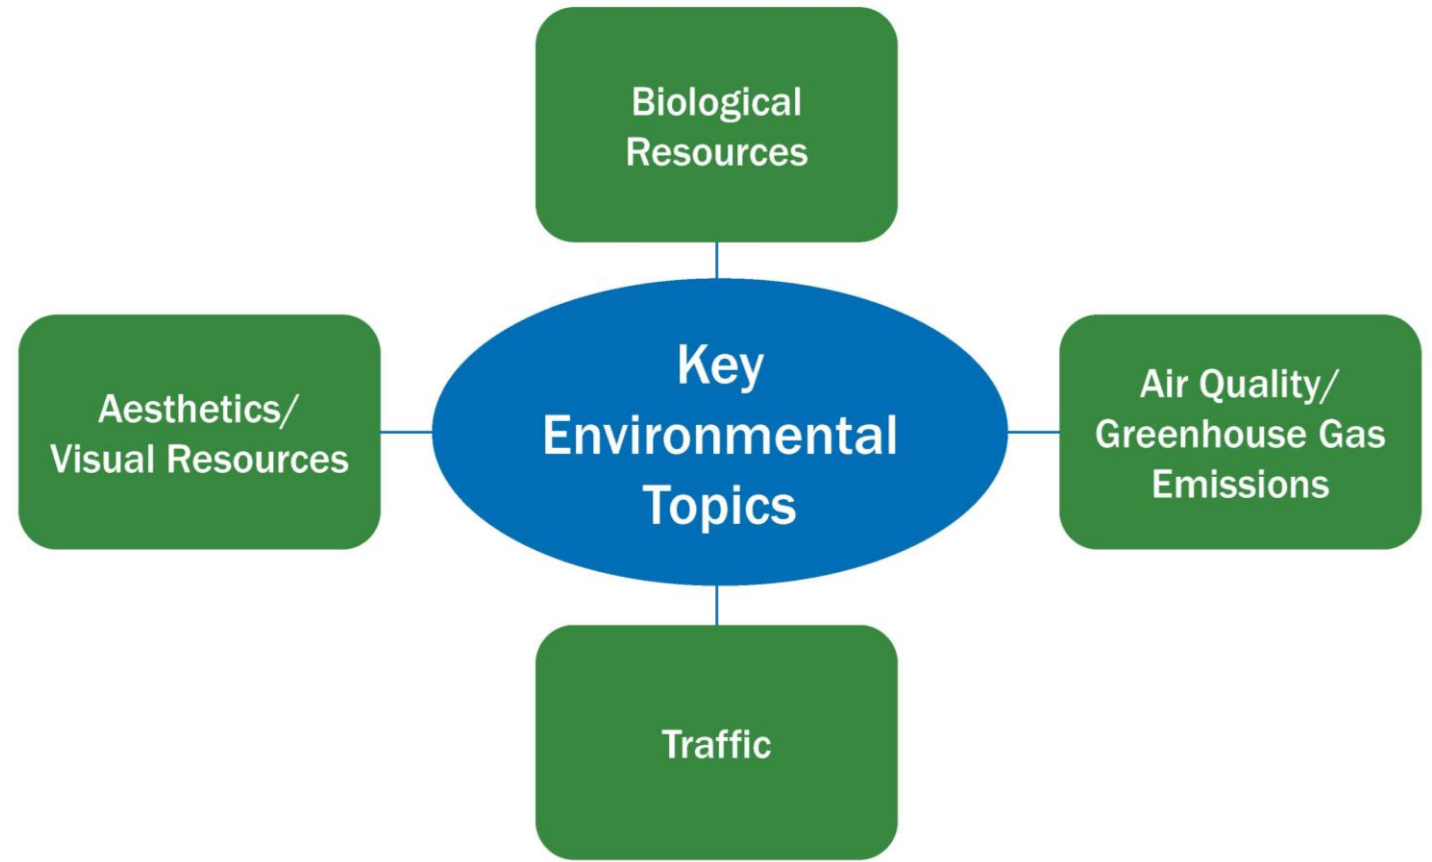 Biological
Resources
Aesthetics/
Visual Resources
Key
Environmental
Topics
Air Quality/
Greenhouse Gas
Emissions
Traffic